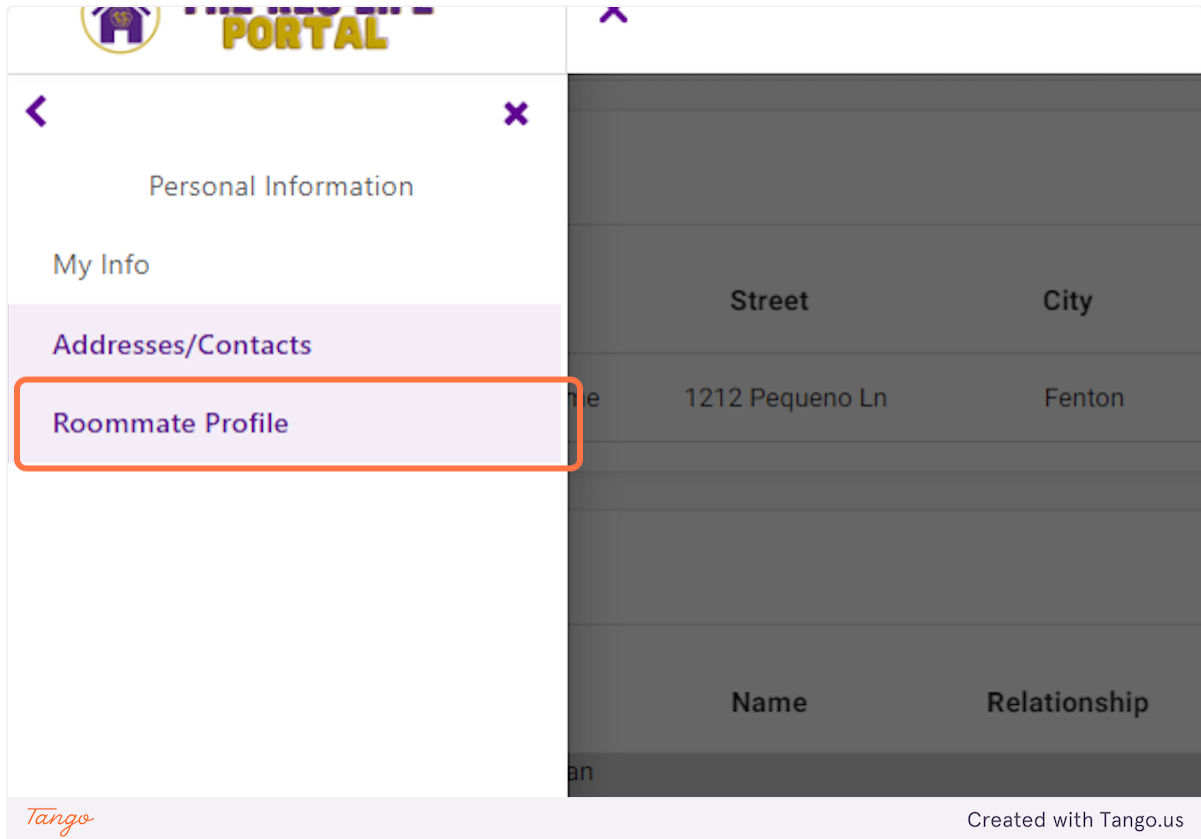 PORTAL
Personal Information
My Info
Addresses/Contacts
Roommate Profile
Street City
1212 Pequeno Ln Fenton
Name Relationship
Tango
Created with Tango.us